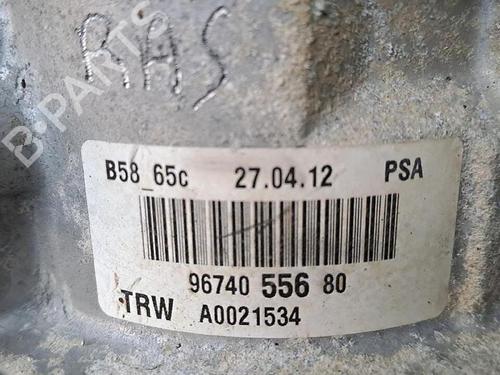 RAS
B-PARTS
B58_65c 27.04.12 PSA
96740 556 80
TRW A0021534